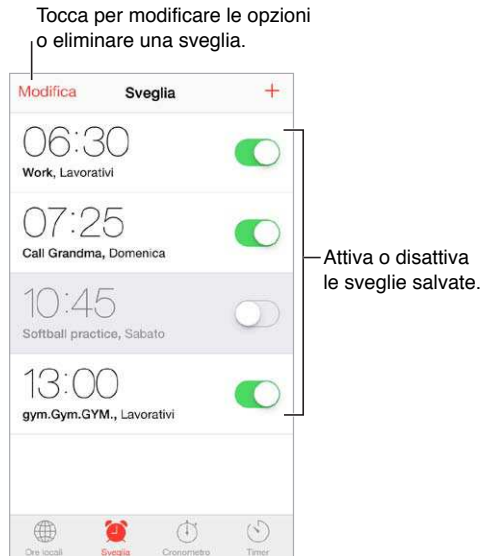 Tocca per modificare le opzioni
o eliminare una sveglia.
Modifica Sveglia +
06:30
Work, Lavorativi
07:25
Call Grandma, Domenica
Attiva o disattiva
le sveglie salvate.
10:45
Softball practice, Sabato
13:00
gym.Gym.GYM., Lavorativi
Ore locali Sveglia Cronometro Timer